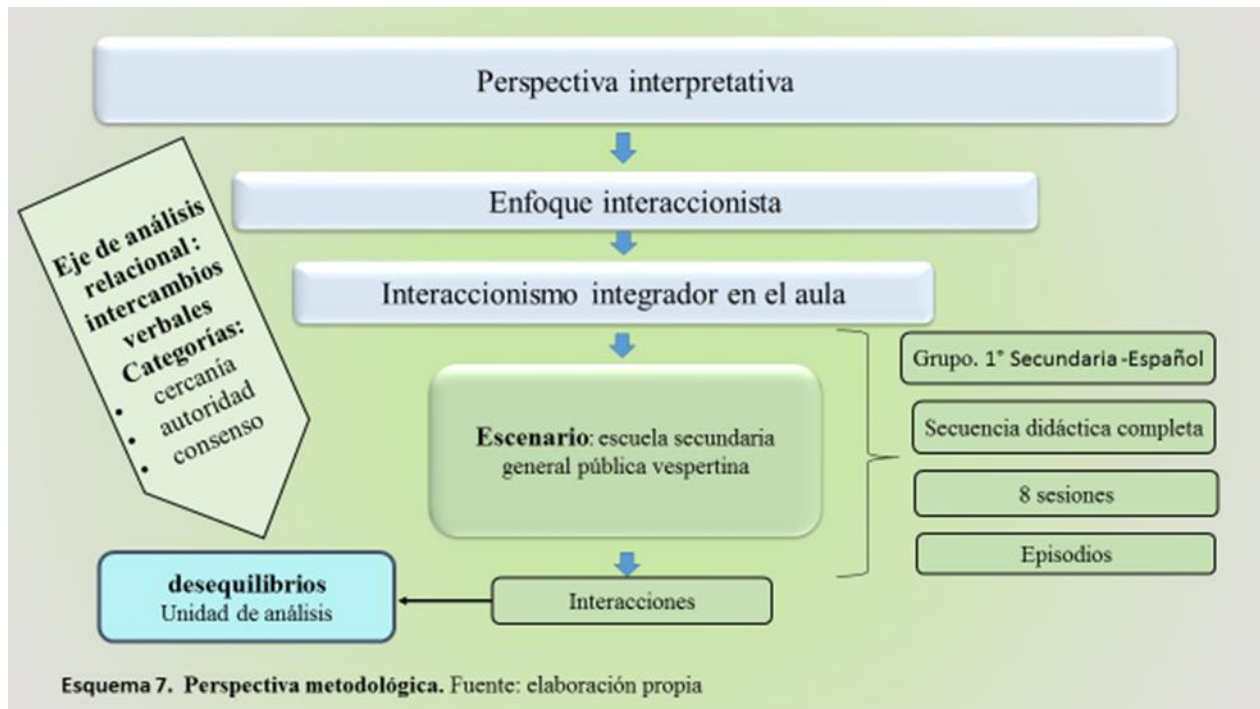 Perspectiva interpretativa
Enfoque interaccionista
Interaccionismo integrador en el aula
Eje de análisis
relacional :
intercambios
verbales
Categorías:
• cercanía
• autoridad
• consenso
Escenario: escuela secundaria
general pública vespertina
Grupo. 1° Secundaria -Español
Secuencia didáctica completa
8 sesiones
Episodios
Interacciones
desequilibrios
Unidad de análisis
Esquema 7. Perspectiva metodológica. Fuente: elaboración propia